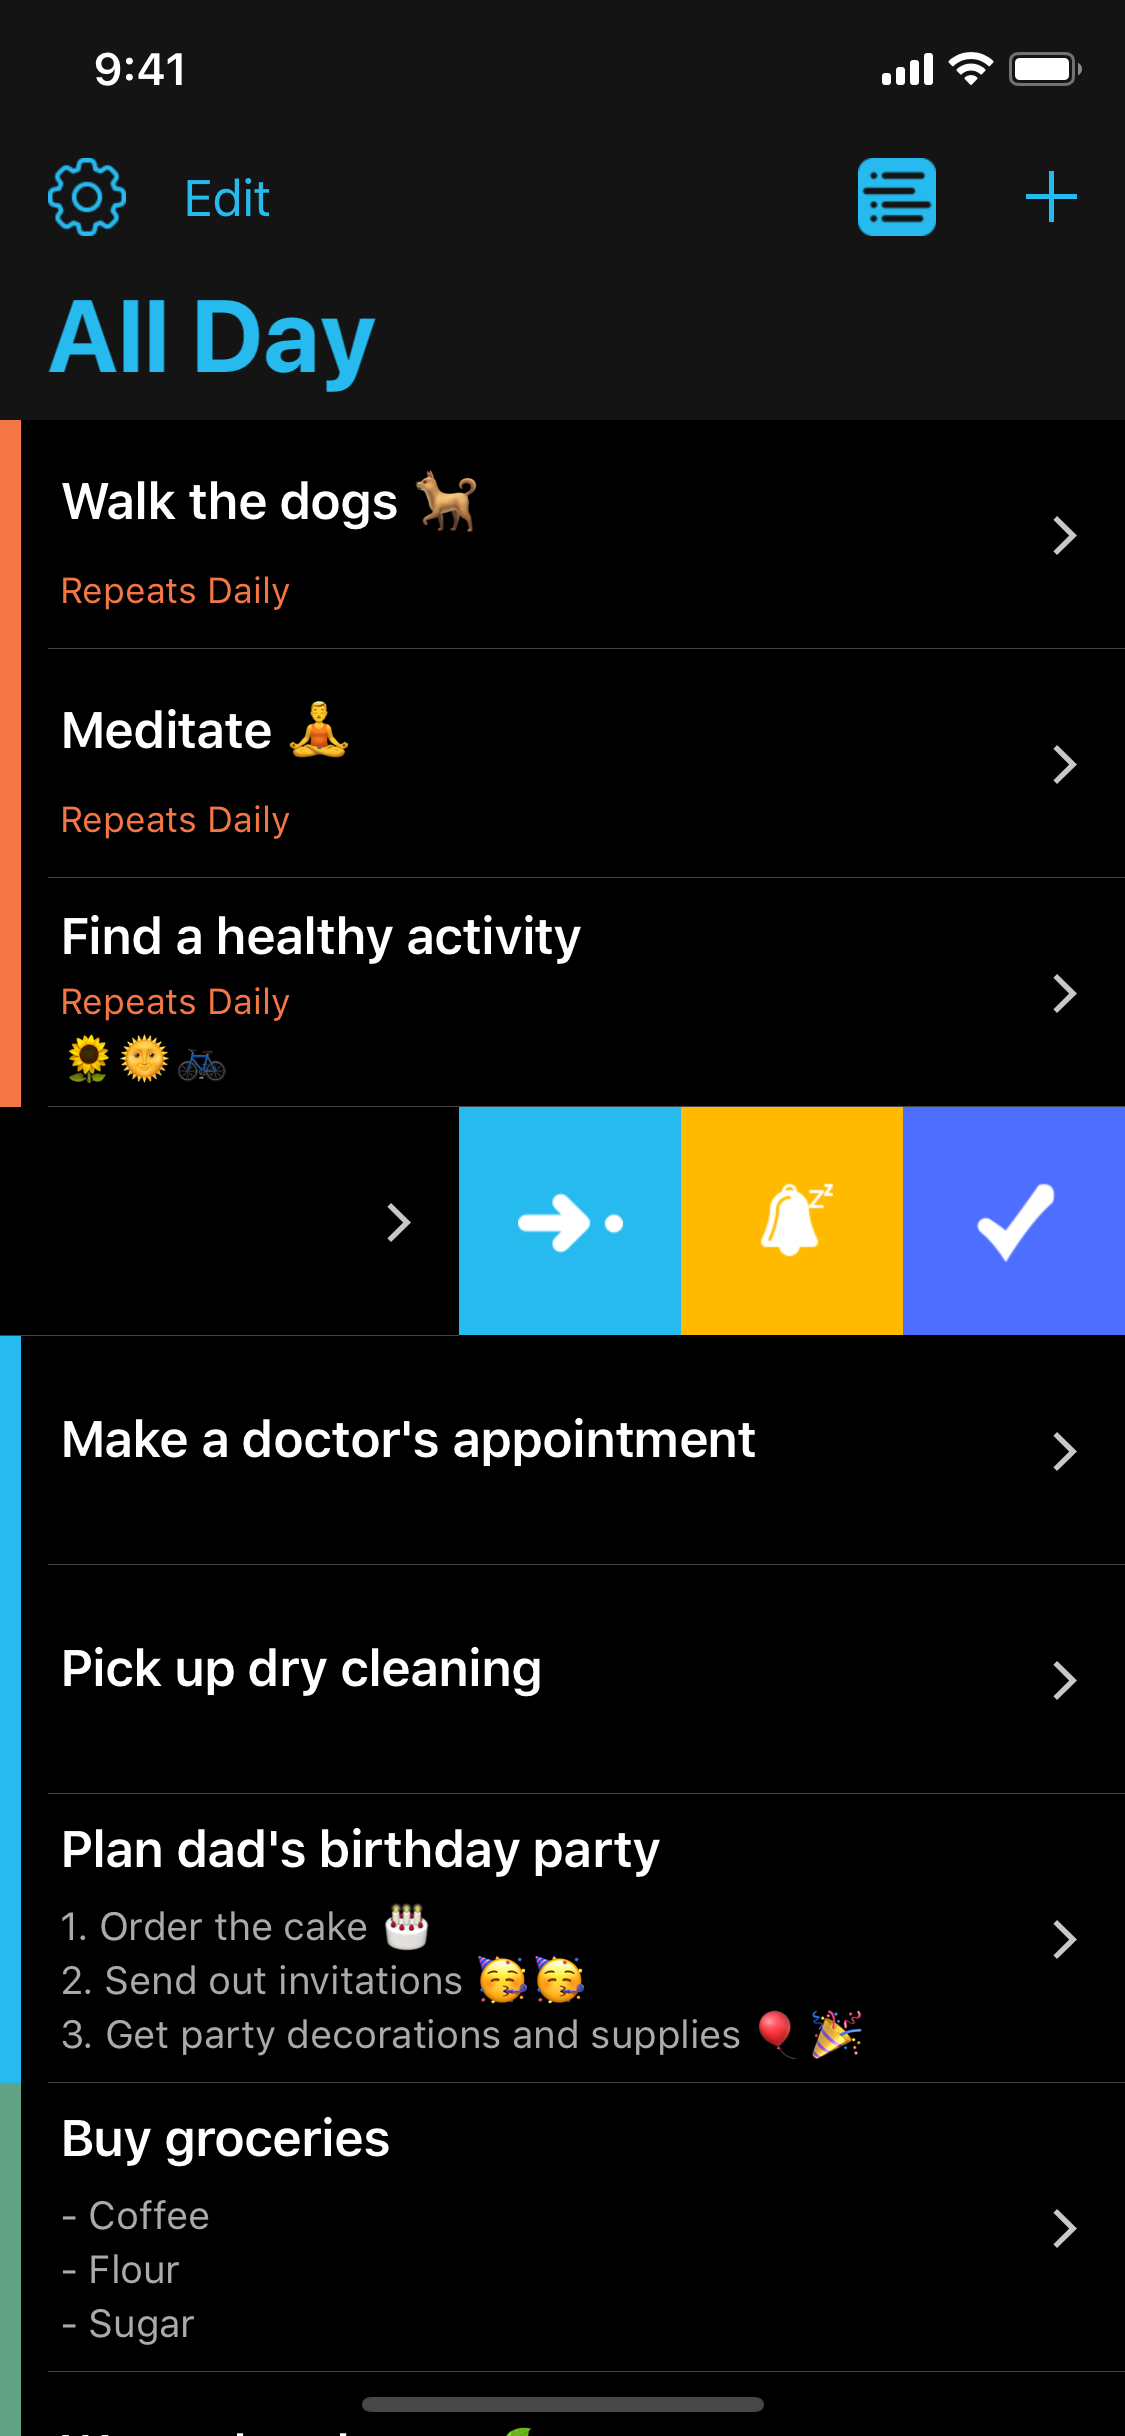 9:41
Edit
All Day
Walk the dogs 🐕
Repeats Daily
Meditate 🧘
Repeats Daily
Find a healthy activity
Repeats Daily
🌻🌞🚲
zz
Make a doctor's appointment
Pick up dry cleaning
Plan dad's birthday party
1. Order the cake 🎂
2. Send out invitations 🥳🥳
3. Get party decorations and supplies 🎈🎉
Buy groceries
- Coffee
- Flour
- Sugar